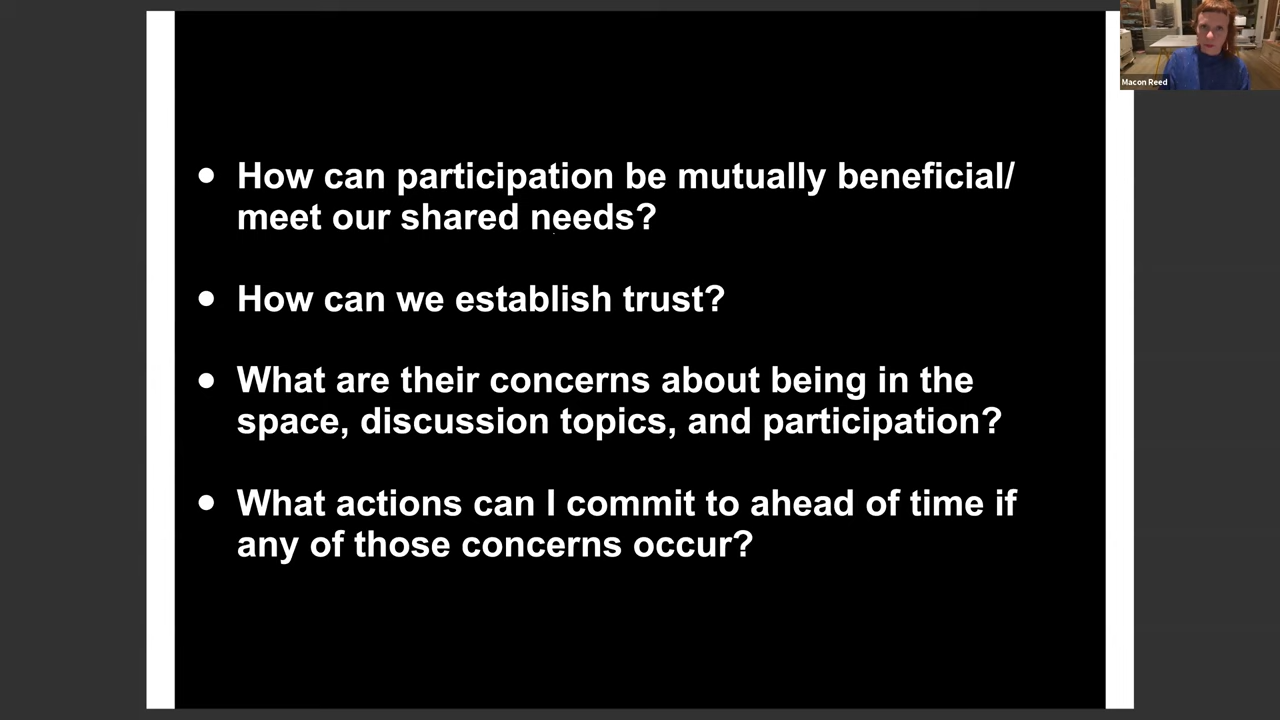 Macon Reed
• How can participation be mutually beneficial/
meet our shared needs?
• How can we establish trust?
• What are their concerns about being in the
space, discussion topics, and participation?
• What actions can I commit to ahead of time if
any of those concerns occur?